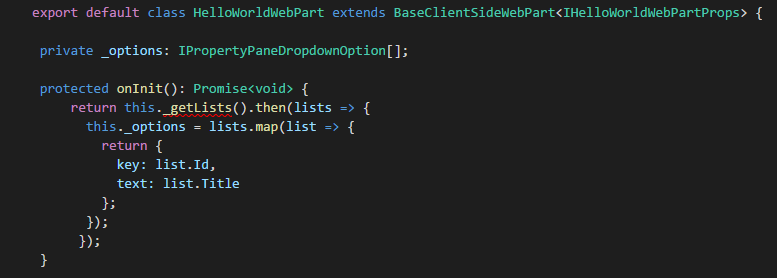 export default class HelloWorldWebPart extends BaseClientSideWebPart<IHelloWorldWebPartProps> {
private _options: IPropertyPaneDropdownOption[];
protected onInit(): Promise<void> {
return this._getLists().then(lists => {
this._options = lists.map(list => {
return {
key: list.Id,
text: list.Title
};
});
});
}